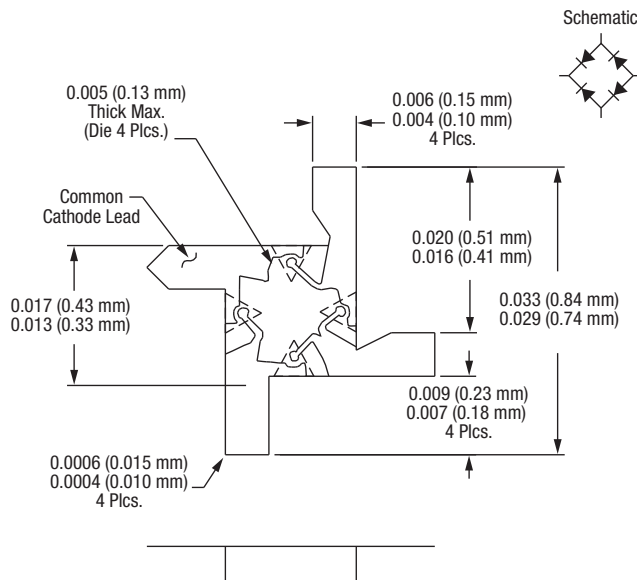 Schematic
0.005 (0.13 mm)
Thick Max.
(Die 4 Plcs.)
0.006 (0.15 mm)
0.004 (0.10 mm)
4 Plcs.
Common
Cathode Lead
0.020 (0.51 mm)
0.016 (0.41 mm)
0.017 (0.43 mm)
0.013 (0.33 mm)
0.033 (0.84 mm)
0.029 (0.74 mm)
0.009 (0.23 mm)
0.007 (0.18 mm)
4 Plcs.
0.0006 (0.015 mm)
0.0004 (0.010 mm)
4 Plcs.